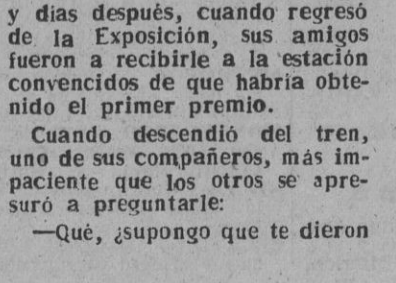 y dias después, cuando regresó
de la Exposición, sus amigos
fueron a recibirle a la estación
convencidos de que habria obte-
nido el primer premio.
Cuando descendió del tren,
uno de sus compañeros, más im-
paciente que los otros se apre-
suró a preguntarle:
—Qué, ¿supongo que te dieron